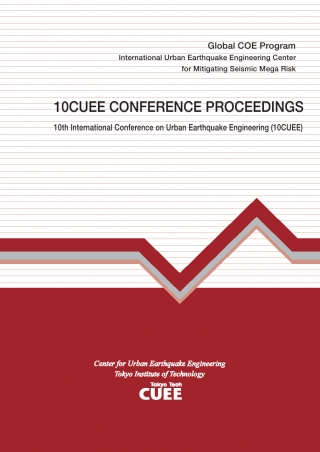 Global COE Program
International Urban Earthquake Engineering Center
for Mitigating Seismic Mega Risk
10CUEE CONFERENCE PROCEEDINGS
10th International Conference on Urban Earthquake Engineering (10CUEE)
Center for Urban Earthquake Engineering
Tokyo Institute of Technology
Tokyo Tech
CUEE